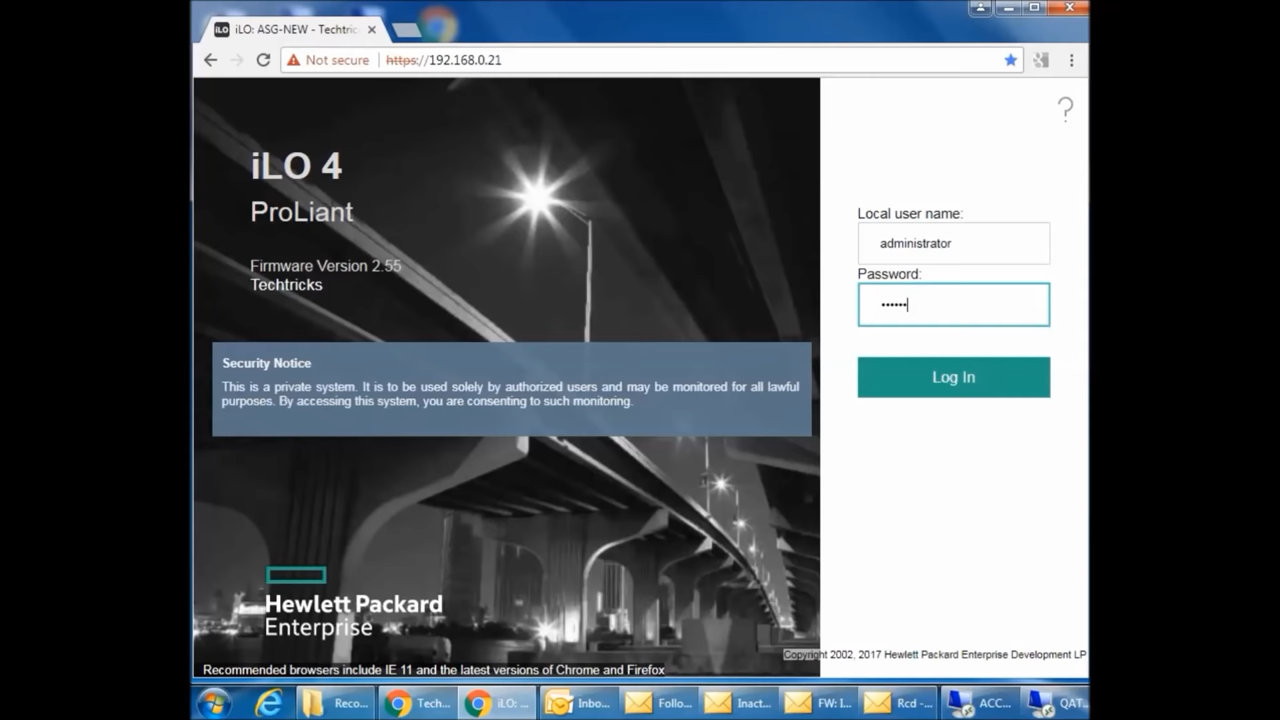 iLO: ASG-NEW - Techtric
Not secure
https://192.168.0.21
iLO 4
ProLiant
Firmware Version 2.55
Techtricks
Security Notice
This is a private system. It is to be used solely by authorized users and may be monitored for all lawful
purposes. By accessing this system, you are consenting to such monitoring.
Hewlett Packard
Enterprise
Recommended browsers include IE 11 and the latest versions of Chrome and Firefox
?
Local user name:
administrator
Password:
••••••
Log In
Copyright 2002, 2017 Hewlett Packard Enterprise Development LP
Reco...
Tech...
iLO: ...
Inbo...
Follo...
Inact...
FW: I...
Rcd -...
ACC...
QAT...